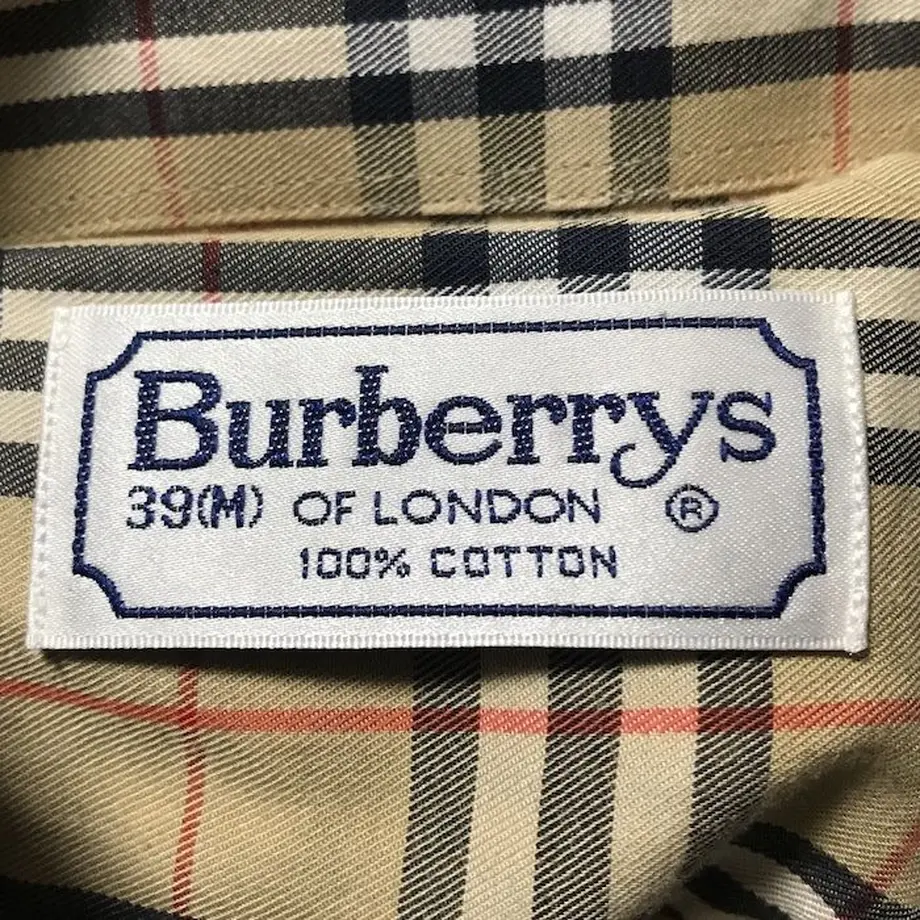 Burberrys
39(M) OF LONDON ®
100% COTTON